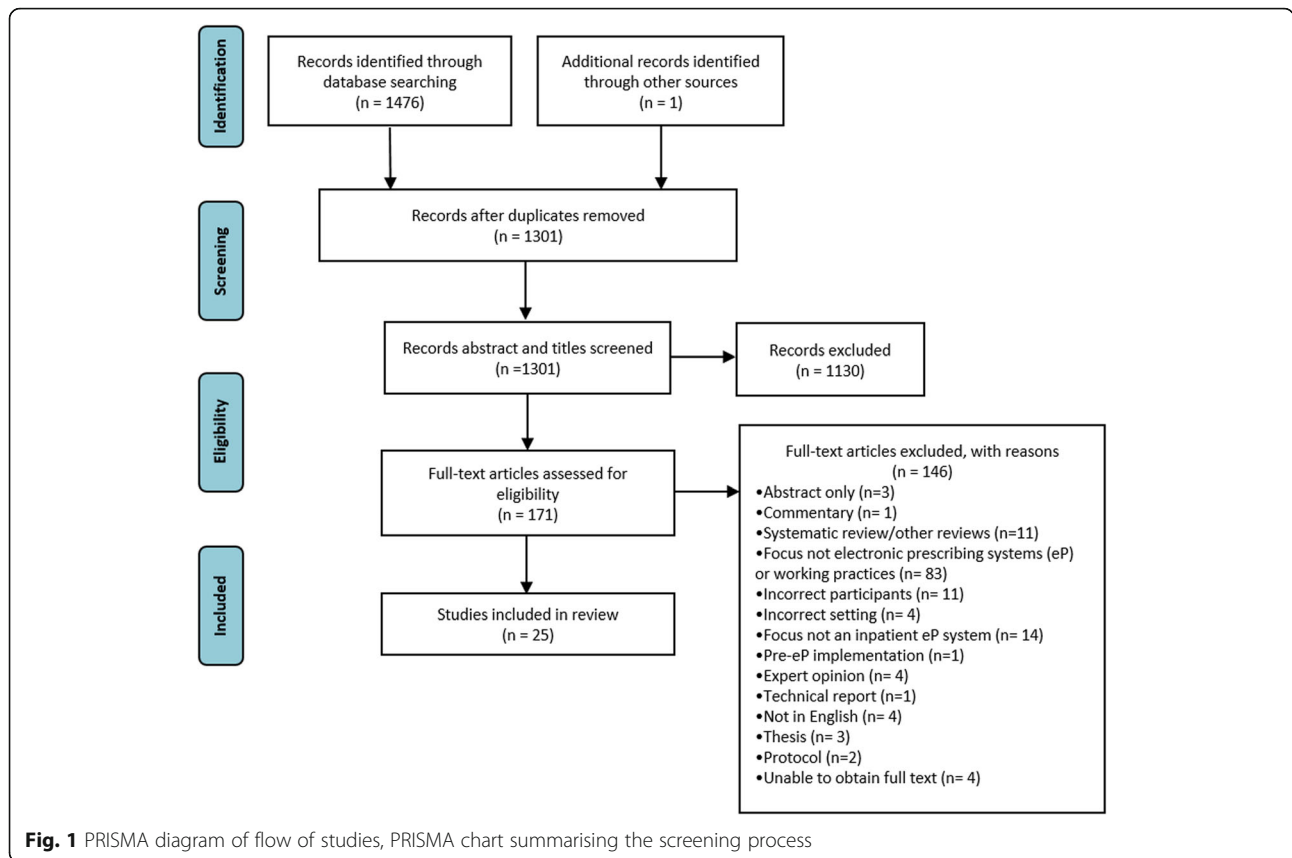 Identification
Records identified through
database searching
(n = 1476)
Additional records identified
through other sources
(n = 1)
Screening
Records after duplicates removed
(n = 1301)
Records abstract and titles screened
(n =1301)
Records excluded
(n = 1130)
Eligibility
Full-text articles assessed for
eligibility
(n = 171)
Full-text articles excluded, with reasons
(n = 146)
•Abstract only (n=3)
•Commentary (n= 1)
•Systematic review/other reviews (n=11)
•Focus not electronic prescribing systems (eP)
or working practices (n= 83)
•Incorrect participants (n= 11)
•Incorrect setting (n= 4)
•Focus not an inpatient eP system (n= 14)
•Pre-eP implementation (n=1)
•Expert opinion (n= 4)
•Technical report (n=1)
•Not in English (n= 4)
•Thesis (n= 3)
•Protocol (n=2)
•Unable to obtain full text (n= 4)
Included
Studies included in review
(n = 25)
Fig. 1 PRISMA diagram of flow of studies, PRISMA chart summarising the screening process